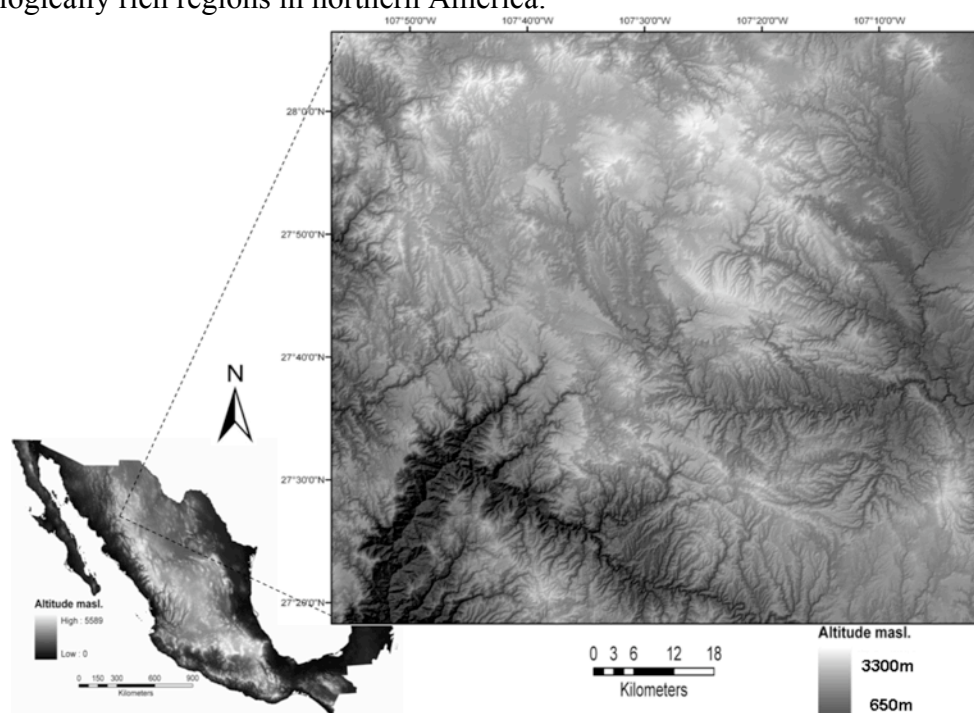 logically rich regions in northern America.
107°50'0"W 107°40'0"W 107°30'0"W 107°20'0"W 107°10'0"W
28°0'0"N
27°50'0"N
27°40'0"N
N
27°30'0"N
27°20'0"N
Altitude masl.
High : 5589
Low : 0
0 150 300 600 900
Kilometers
0 3 6 12 18
Kilometers
Altitude masl.
3300m
650m